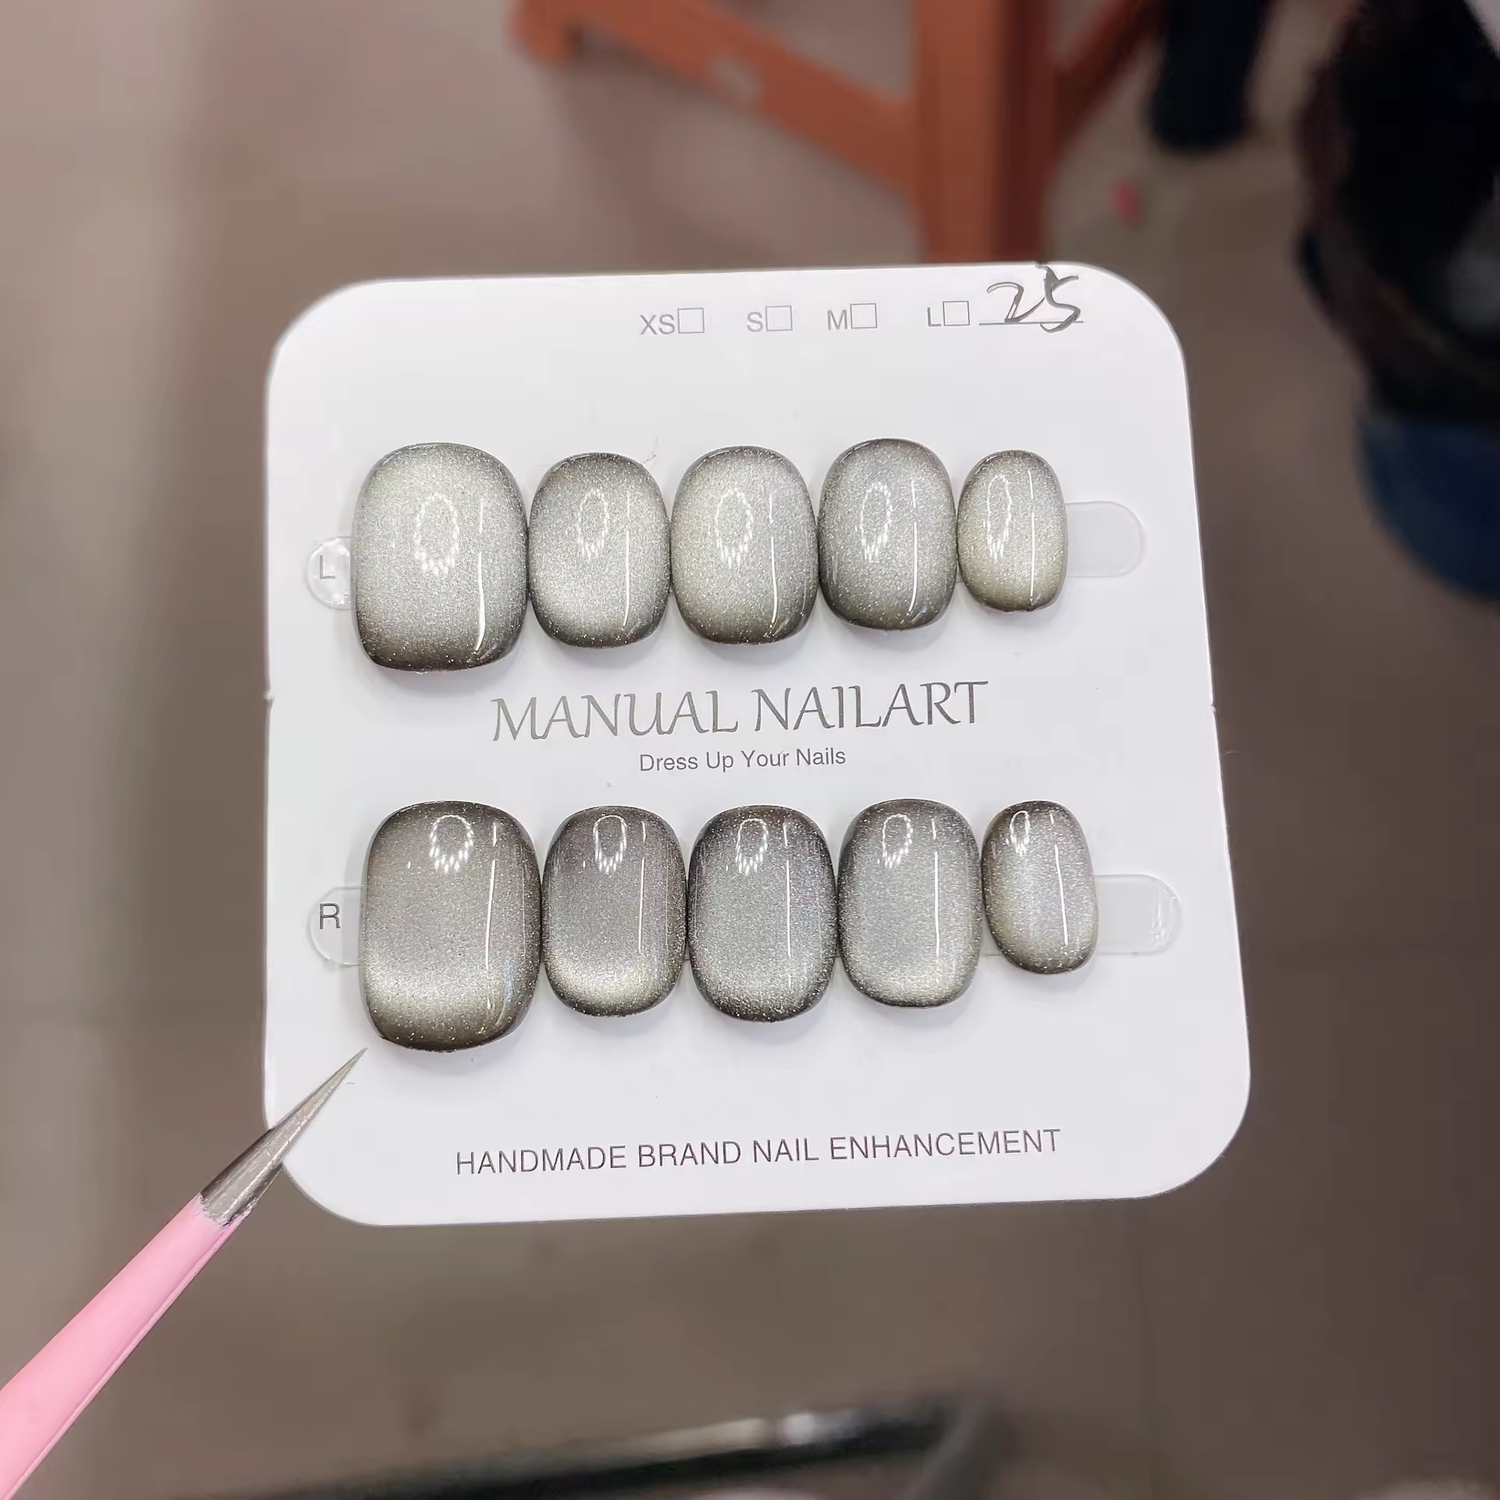 XS□ S□ M□ L□ 25
L
MANUAL NAILART
Dress Up Your Nails
R
HANDMADE BRAND NAIL ENHANCEMENT